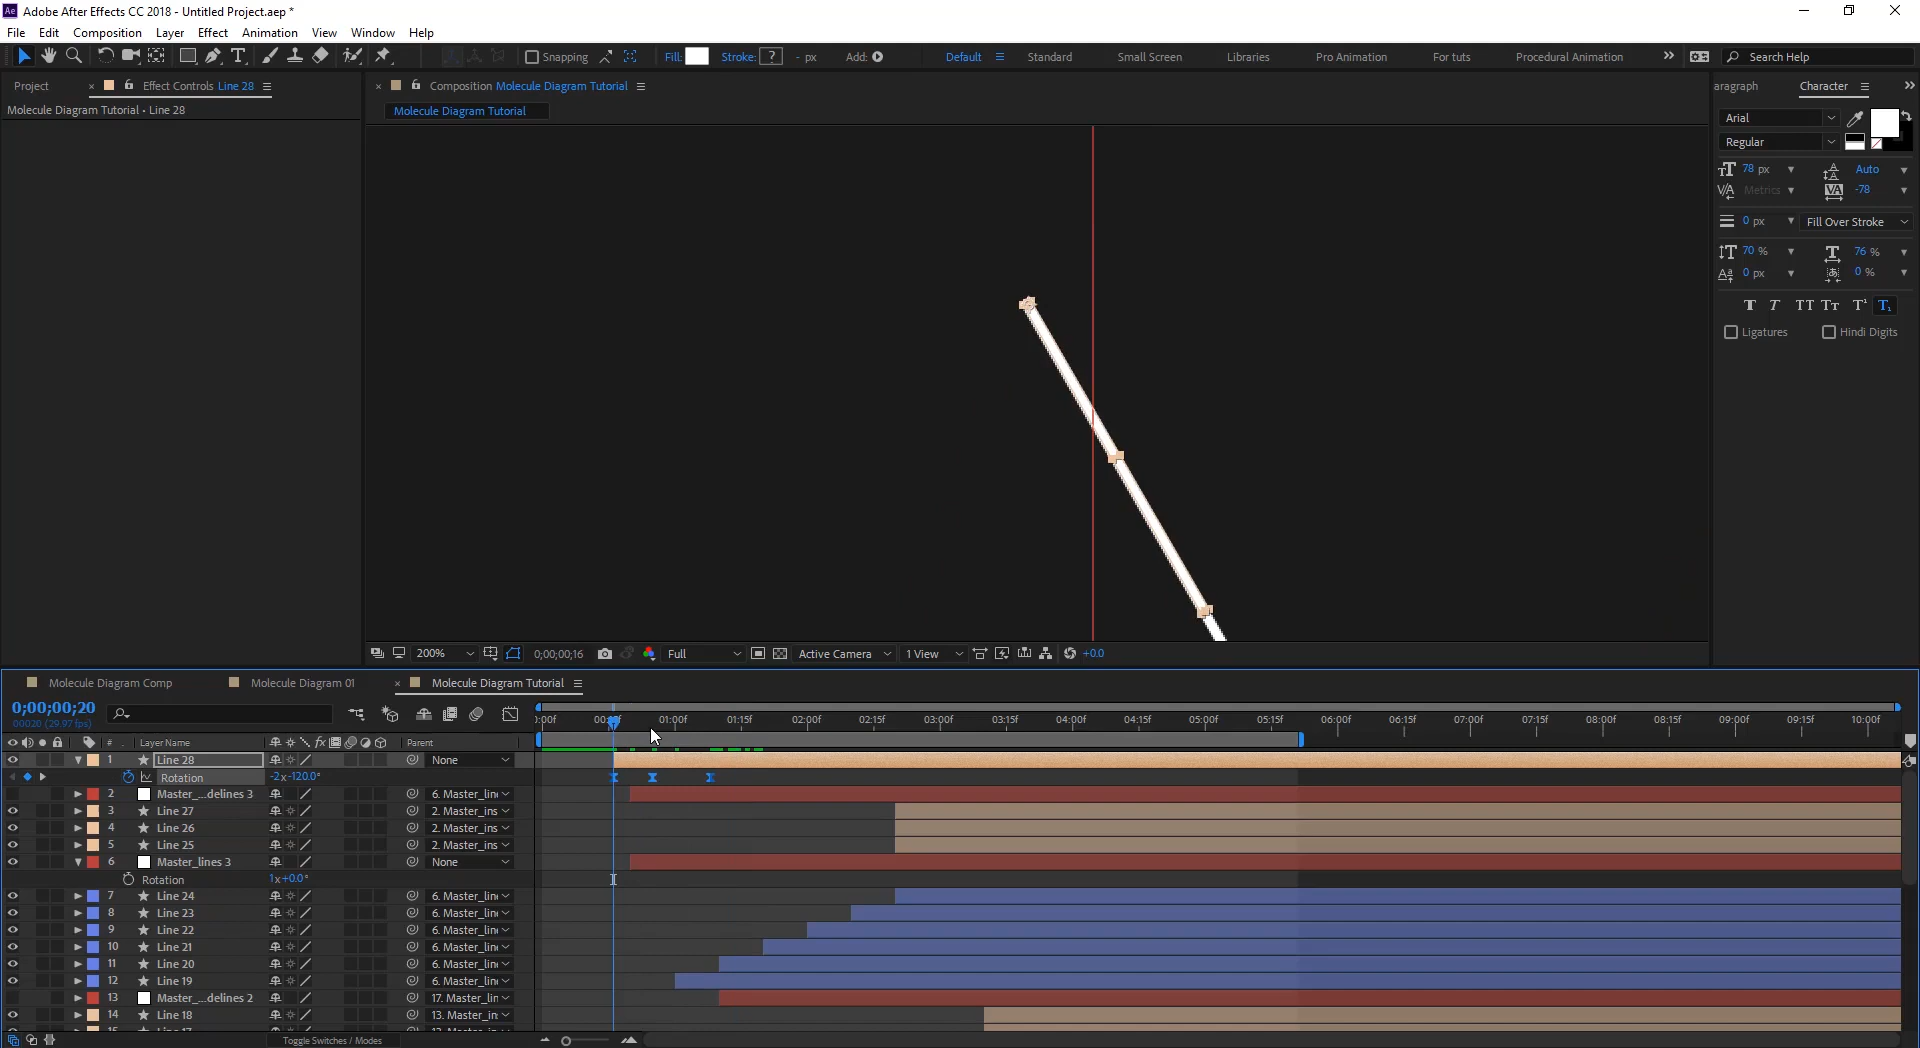 Adobe After Effects CC 2018 - Untitled Project.aep *
File Edit Composition Layer Effect Animation View Window Help
Snapping Fill: Stroke: ? - px Add: Default Standard Small Screen Libraries Pro Animation For tuts Procedural Animation Search Help
Project Effect Controls Line 28
Composition Molecule Diagram Tutorial
aragraph Character
Molecule Diagram Tutorial • Line 28
Molecule Diagram Tutorial
Arial
Regular
78 px Auto
Metrics -78
0 px Fill Over Stroke
70 % 76 %
0 px 0 %
Ligatures Hindi Digits
200% 0;00;00;16 Full Active Camera 1 View +0.0
Molecule Diagram Comp Molecule Diagram 01 Molecule Diagram Tutorial
0;00;00;20
00020 (29.97 fps)
:00f 01:00f 01:15f 02:00f 02:15f 03:00f 03:15f 04:00f 04:15f 05:00f 05:15f 06:00f 06:15f 07:00f 07:15f 08:00f 08:15f 09:00f 09:15f 10:00f
# Layer Name Parent
1 Line 28 None
Rotation -2x-120.0°
2 Master_...delines 3 6. Master_line
3 Line 27 2. Master_ins
4 Line 26 2. Master_ins
5 Line 25 2. Master_ins
6 Master_lines 3 None
Rotation 1x+0.0°
7 Line 24 6. Master_line
8 Line 23 6. Master_line
9 Line 22 6. Master_line
10 Line 21 6. Master_line
11 Line 20 6. Master_line
12 Line 19 6. Master_line
13 Master_...delines 2 17. Master_lin
14 Line 18 13. Master_in
Toggle Switches / Modes